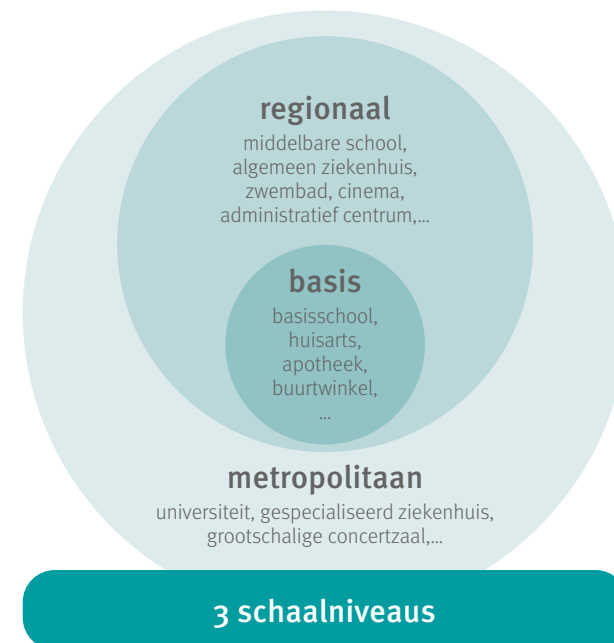 regionaal
middelbare school,
algemeen ziekenhuis,
zwembad, cinema,
administratief centrum,...
basis
basisschool,
huisarts,
apotheek,
buurtwinkel,
...
metropolitaan
universiteit, gespecialiseerd ziekenhuis,
grootschalige concertzaal,...
3 schaalniveaus